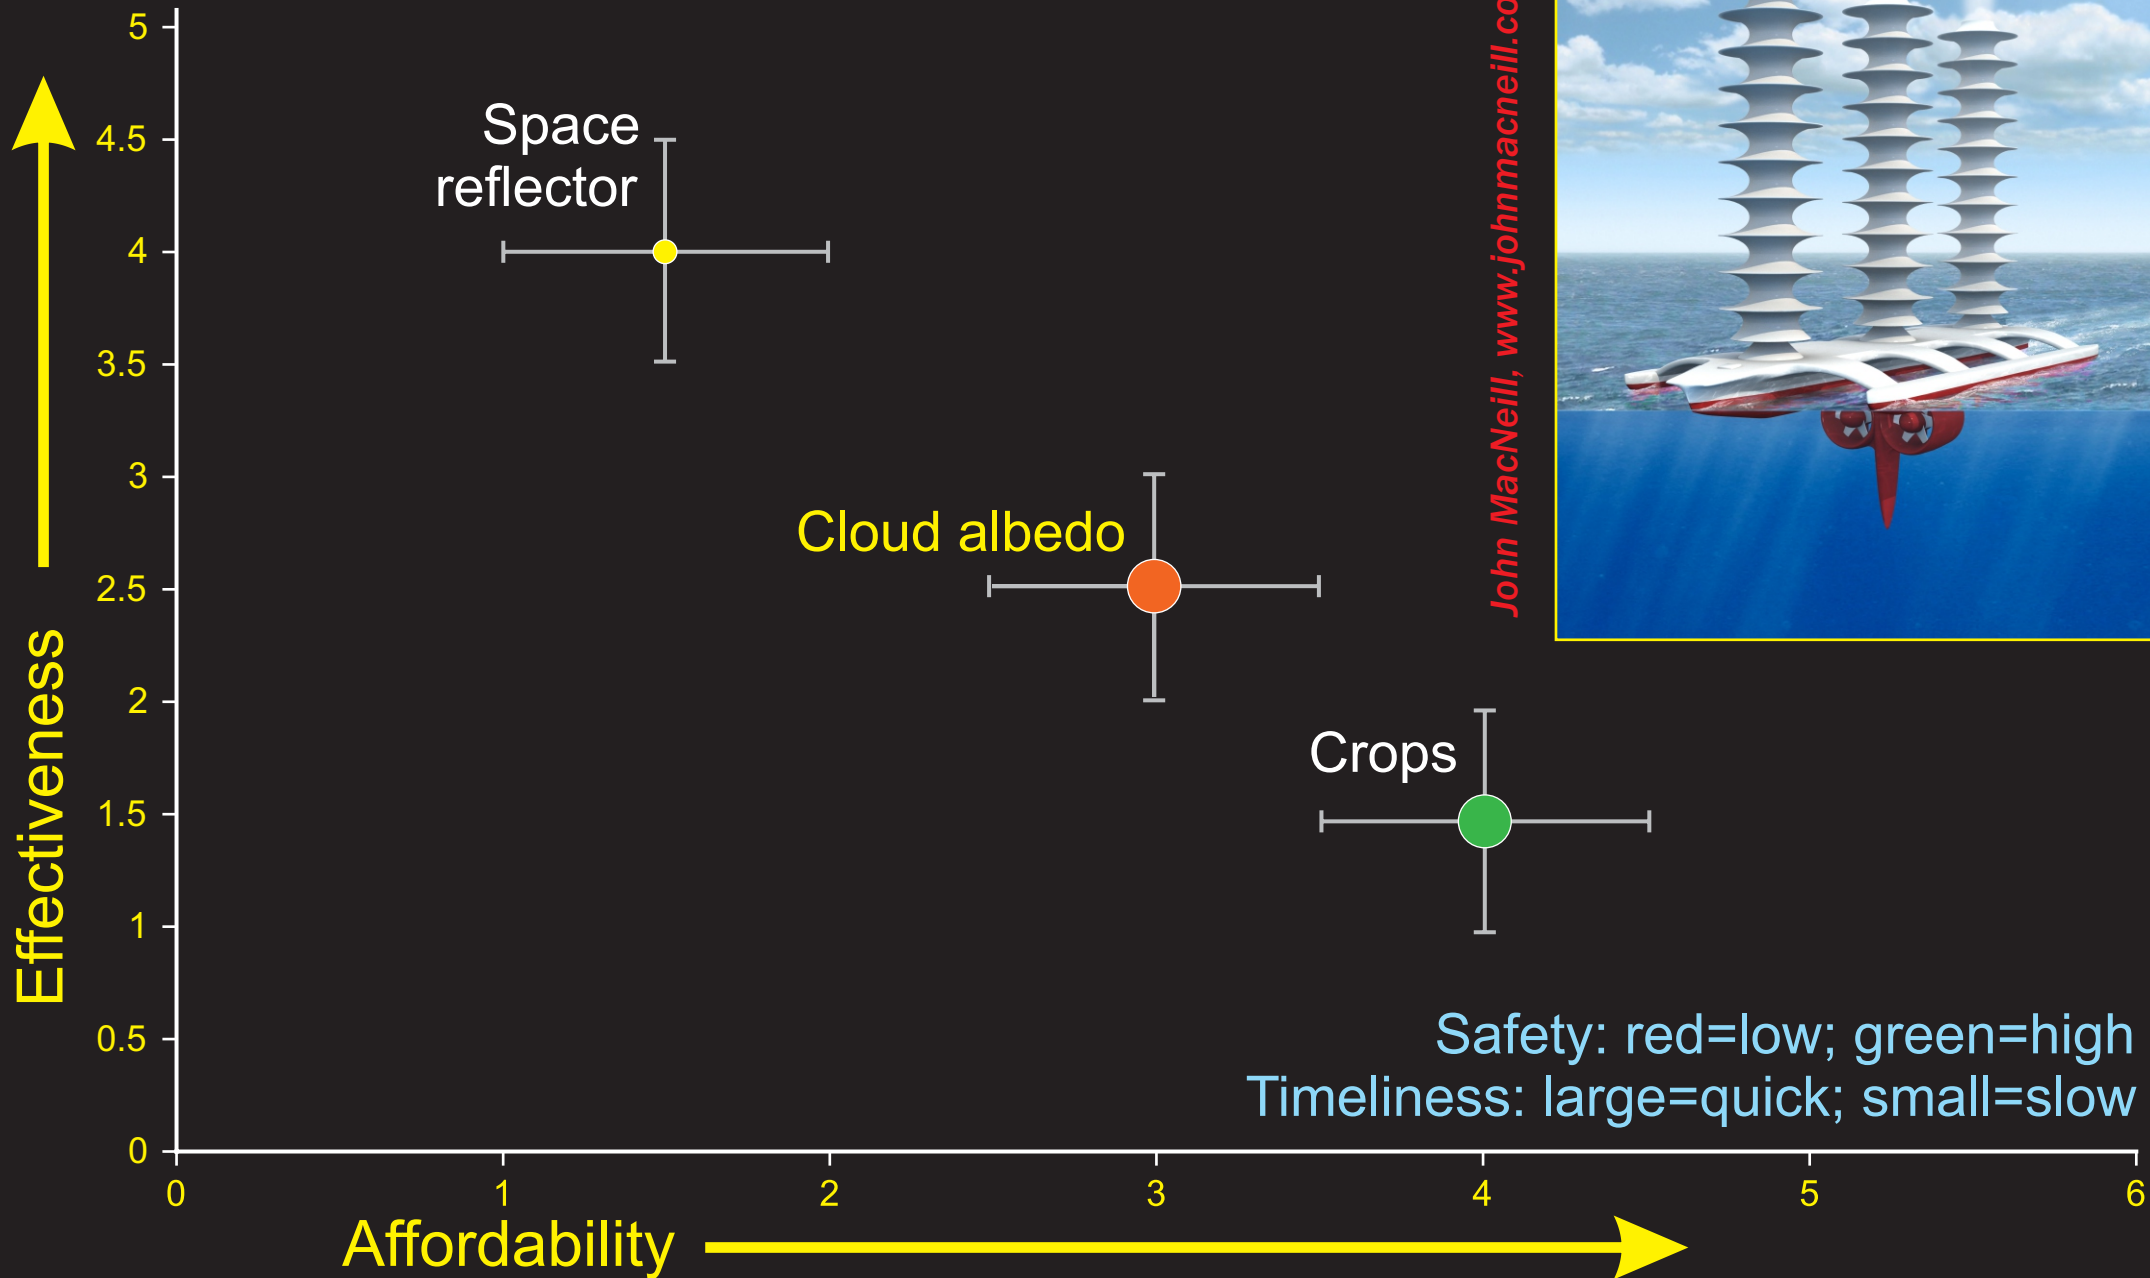 5
4.5
4
3.5
3
2.5
2
1.5
1
0.5
0
Effectiveness
Space
reflector
Cloud albedo
Crops
John MacNeill, www.johnmacneill.co
Safety: red=low; green=high
Timeliness: large=quick; small=slow
0 1 2 3 4 5 6
Affordability